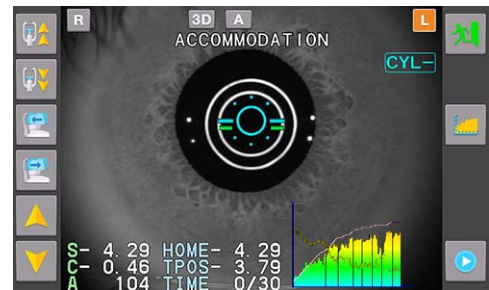 R 3D A L
ACCOMMODATION
CYL-
S- 4. 29 HOME- 4. 29
C- 0. 46 TPOS- 3. 79
A 104 TIME 0/30